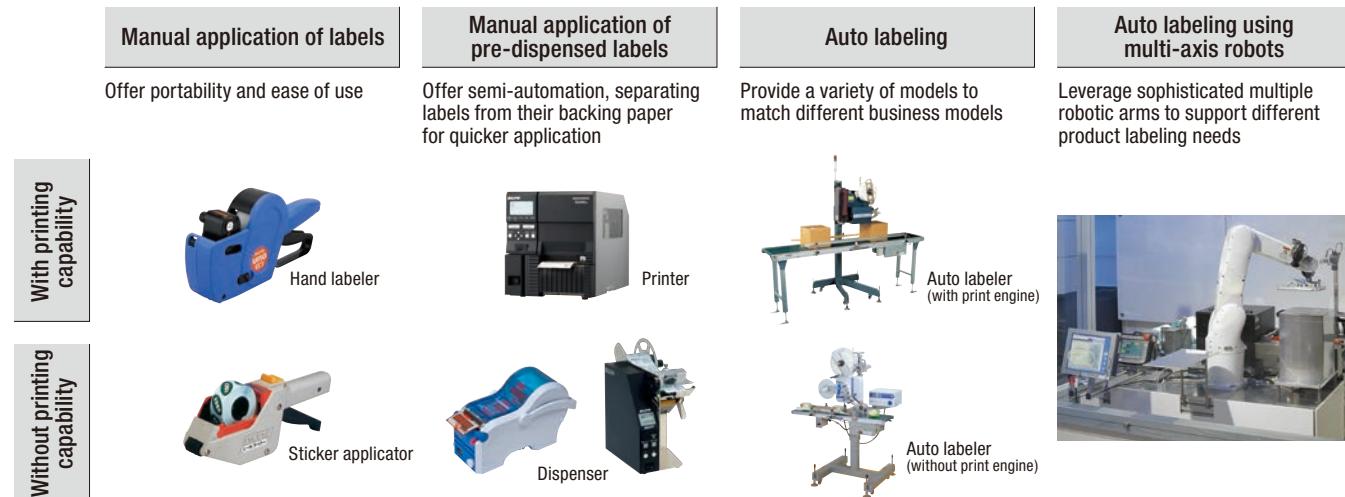 Manual application of labels
Manual application of
pre-dispensed labels
Auto labeling
Auto labeling using
multi-axis robots
Offer portability and ease of use
Offer semi-automation, separating
labels from their backing paper
for quicker application
Provide a variety of models to
match different business models
Leverage sophisticated multiple
robotic arms to support different
product labeling needs
With printing
capability
Hand labeler
Printer
Auto labeler
(with print engine)
Without printing
capability
Sticker applicator
Dispenser
Auto labeler
(without print engine)